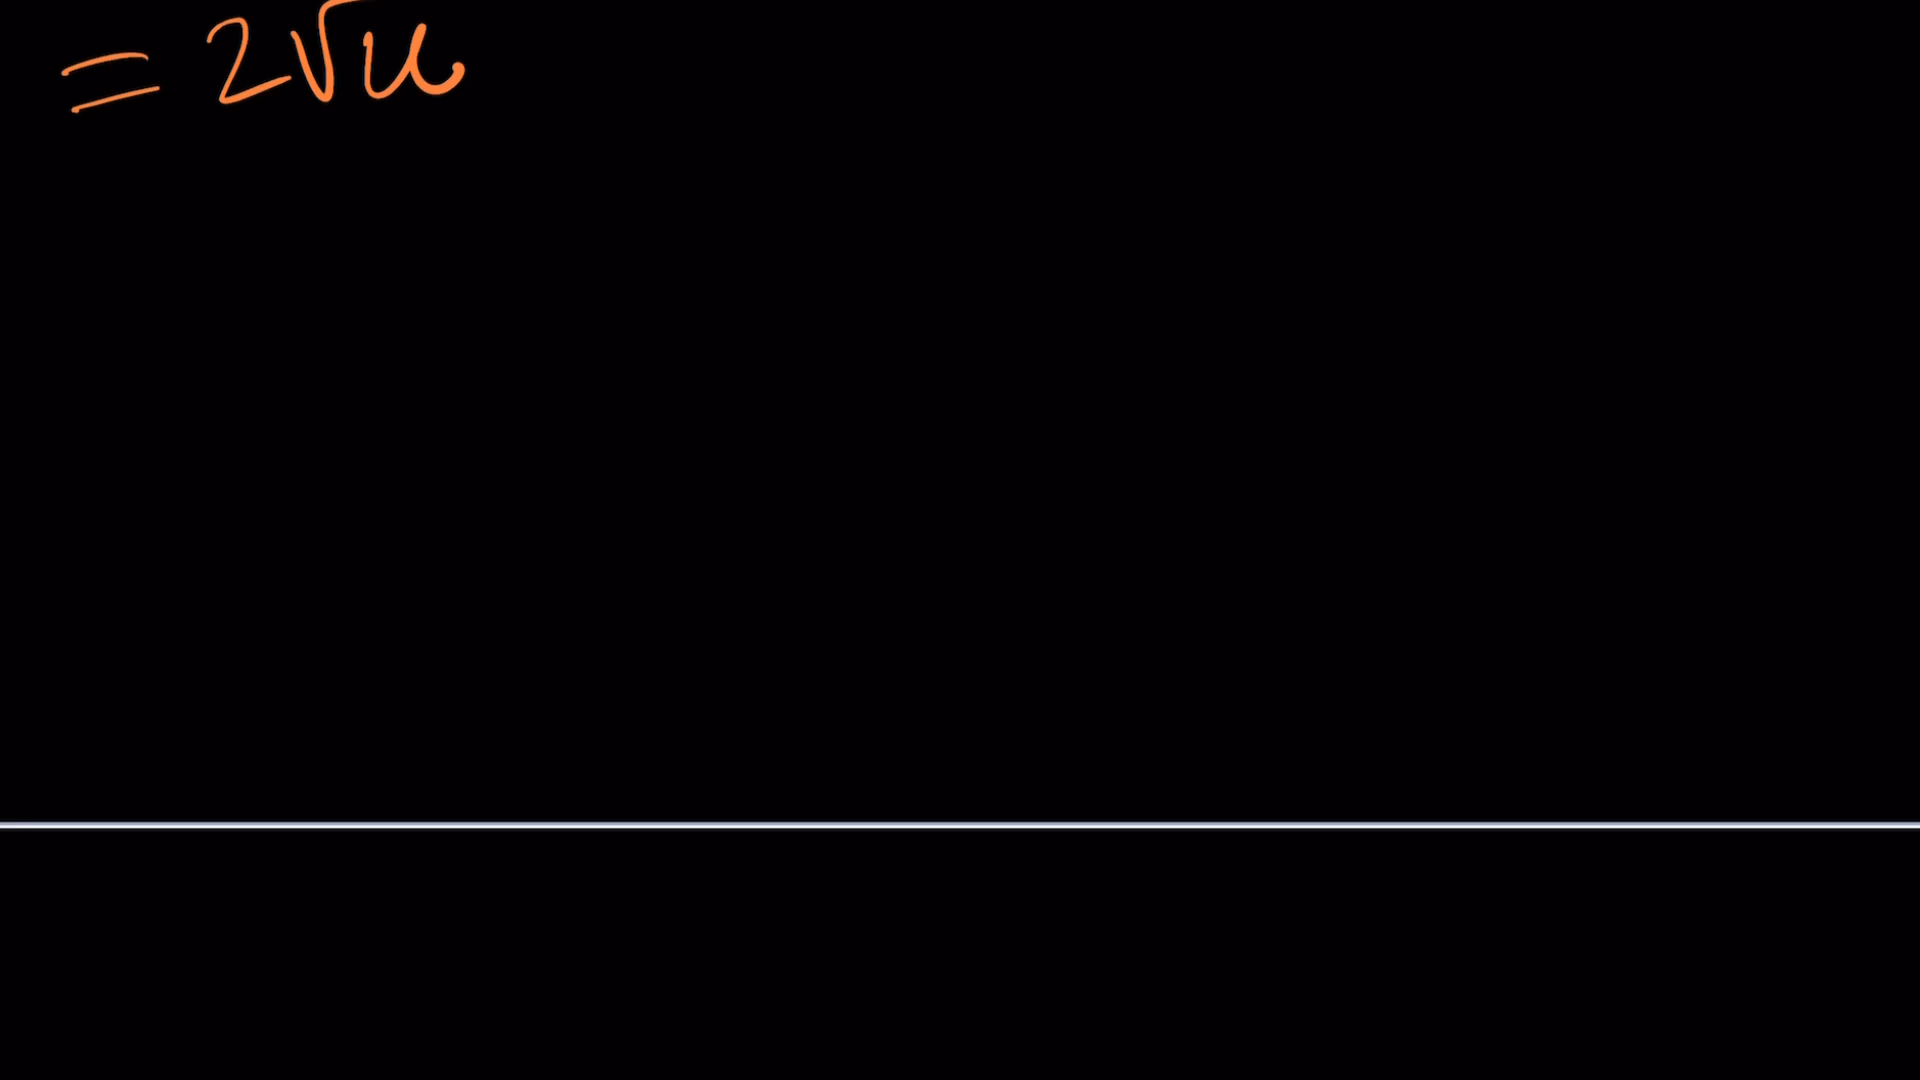 = 2√u